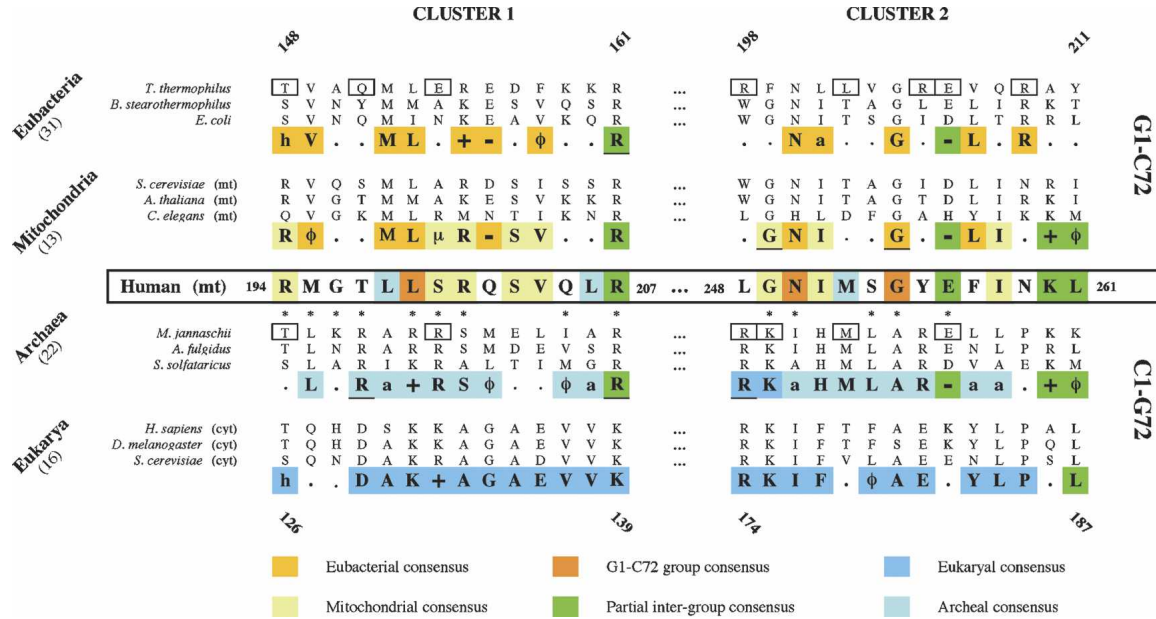 CLUSTER 1 CLUSTER 2
148 161 198 211
Eubacteria (31)
T. thermophilus T V A Q M L E R E D F K K R ... R F N L L V G R E V Q R A Y
B. stearothermophilus S V N Y M M A K E S V Q S R ... W G N I T A G L E L I R K T
E. coli S V N Q M I N K E A V K Q R ... W G N I T S G I D L T R R L
h V . . M L . + - . ϕ . . R . . N a . . G . - L . R . .
G1-C72
Mitochondria (13)
S. cerevisiae (mt) R V Q S M L A R D S I S S R ... W G N I T A G I D L I N R I
A. thaliana (mt) R V G T M M A K E S V K K R ... W G N I T A G T D L I R K I
C. elegans (mt) Q V G K M L R M N T I K N R ... L G H L D F G A H Y I K K M
R ϕ . . M L μ R - S V . . R . G N I . . G . - L I . + ϕ
Human (mt) 194 R M G T L L S R Q S V Q L R 207 ... 248 L G N I M S G Y E F I N K L 261
* * * * * * * * * * * * * *
Archaea (22)
M. jannaschii T L K R A R R S M E L I A R ... R K I H M L A R E L L P K K
A. fulgidus T L N R A R R S M D E V S R ... R K I H M L A R E N L P R L
S. solfataricus S L A R I K R A L T I M G R ... R K A H M L A R D V A E K M
. L . R a + R S ϕ . . ϕ a R R K a H M L A R - a a . + ϕ
C1-G72
Eukarya (16)
H. sapiens (cyt) T Q H D S K K A G A E V V K ... R K I F T F A E K Y L P A L
D. melanogaster (cyt) T Q H D A K K A G A E V V K ... R K I F T F S E K Y L P Q L
S. cerevisiae (cyt) S Q N D A K R A G A D V V K ... R K I F V L A E E N L P S L
h . . D A K + A G A E V V K R K I F . ϕ A E . Y L P . L
126 139 174 187
Eubacterial consensus G1-C72 group consensus Eukaryal consensus
Mitochondrial consensus Partial inter-group consensus Archeal consensus